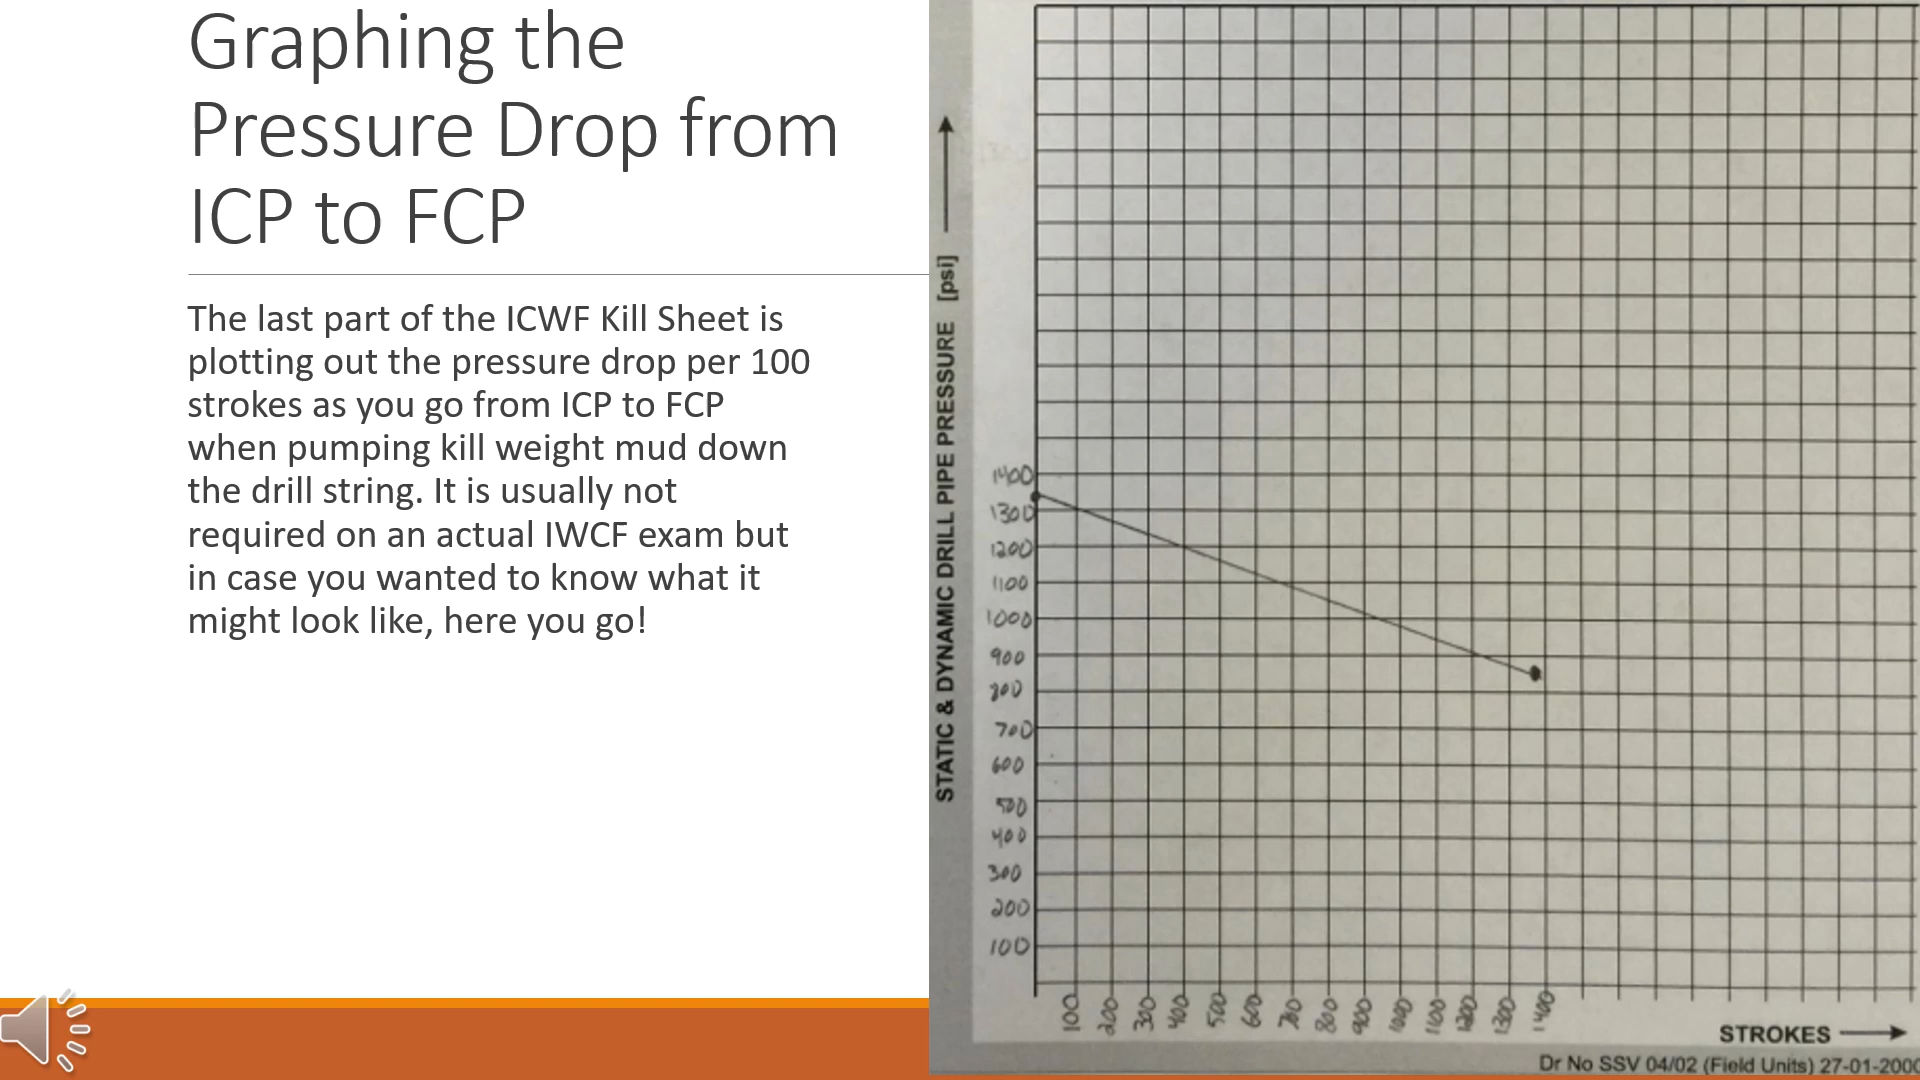 Graphing the
Pressure Drop from
ICP to FCP
The last part of the ICWF Kill Sheet is
plotting out the pressure drop per 100
strokes as you go from ICP to FCP
when pumping kill weight mud down
the drill string. It is usually not
required on an actual IWCF exam but
in case you wanted to know what it
might look like, here you go!
STATIC & DYNAMIC DRILL PIPE PRESSURE [psi]
1300
1400
1300
1200
1100
1000
900
800
700
600
500
400
300
200
100
100 200 300 400 500 600 700 800 900 1000 1100 1200 1300 1400
STROKES
Dr No SSV 04/02 (Field Units) 27-01-2000